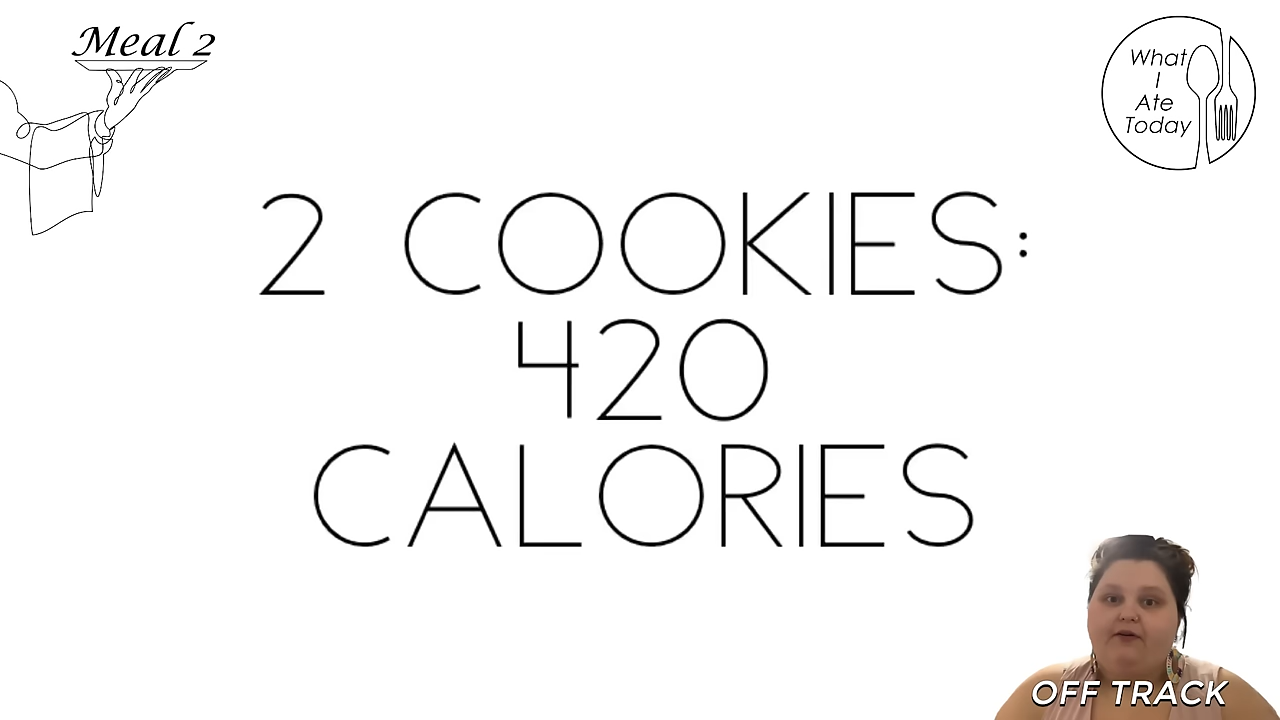 Meal 2
What
I
Ate
Today
2 COOKIES:
420
CALORIES
OFF TRACK